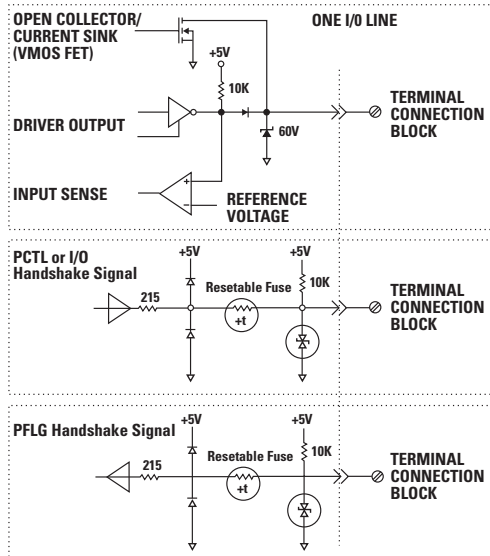 OPEN COLLECTOR/
CURRENT SINK
(VMOS FET)
ONE I/0 LINE
+5V
10K
TERMINAL
CONNECTION
BLOCK
DRIVER OUTPUT
60V
INPUT SENSE
+
–
REFERENCE
VOLTAGE
PCTL or I/O
Handshake Signal
+5V
+5V
215
Resetable Fuse
+t
10K
TERMINAL
CONNECTION
BLOCK
PFLG Handshake Signal
+5V
+5V
215
Resetable Fuse
+t
10K
TERMINAL
CONNECTION
BLOCK